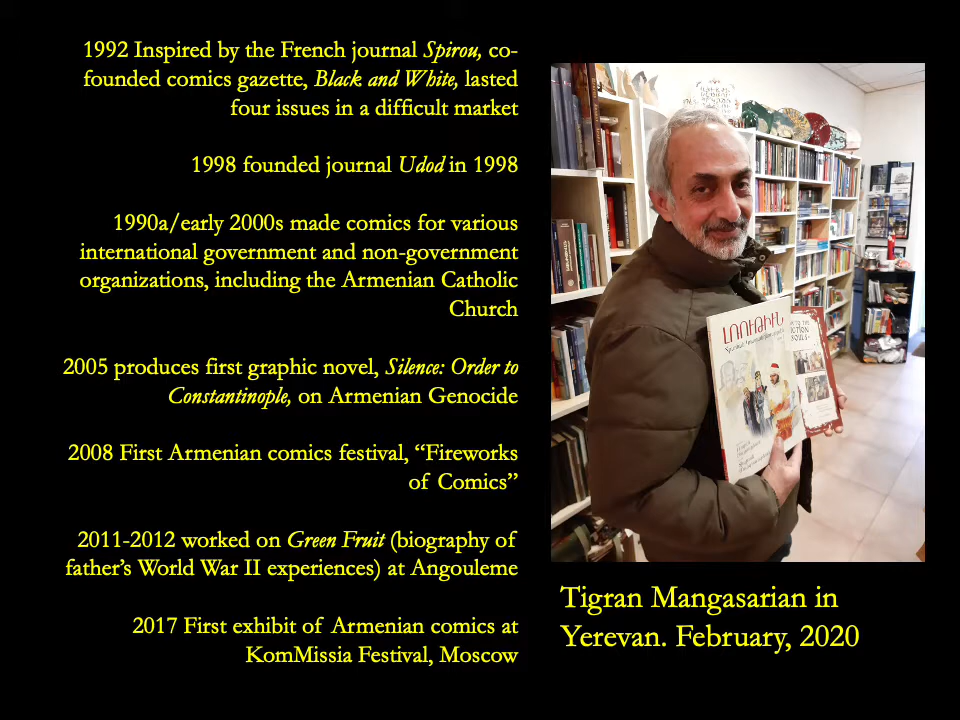 1992 Inspired by the French journal Spirou, co-
founded comics gazette, Black and White, lasted
four issues in a difficult market
1998 founded journal Udod in 1998
1990a/early 2000s made comics for various
international government and non-government
organizations, including the Armenian Catholic
Church
2005 produces first graphic novel, Silence: Order to
Constantinople, on Armenian Genocide
2008 First Armenian comics festival, “Fireworks
of Comics”
2011-2012 worked on Green Fruit (biography of
father’s World War II experiences) at Angouleme
2017 First exhibit of Armenian comics at
KomMissia Festival, Moscow
ԼՌՈՒԹԻՒՆ
Tigran Mangasarian in
Yerevan. February, 2020